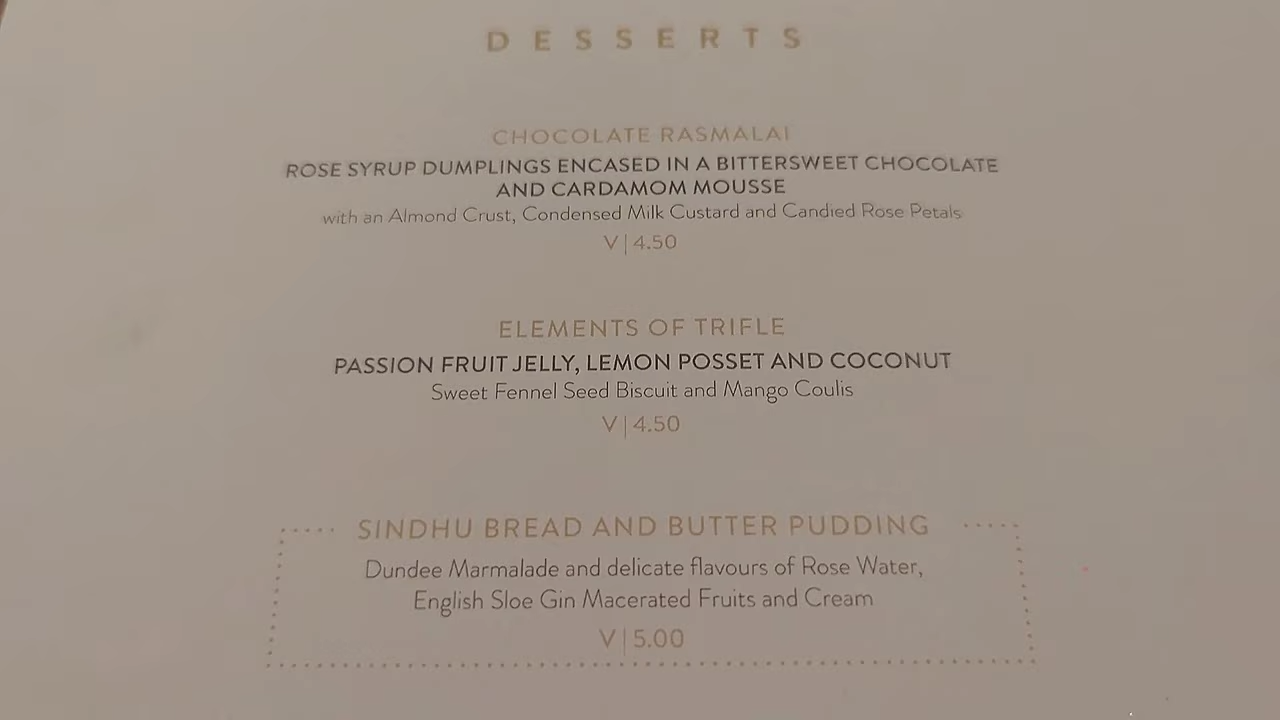 DESSERTS
CHOCOLATE RASMALAI
ROSE SYRUP DUMPLINGS ENCASED IN A BITTERSWEET CHOCOLATE
AND CARDAMOM MOUSSE
with an Almond Crust, Condensed Milk Custard and Candied Rose Petals
V | 4.50
ELEMENTS OF TRIFLE
PASSION FRUIT JELLY, LEMON POSSET AND COCONUT
Sweet Fennel Seed Biscuit and Mango Coulis
V | 4.50
SINDHU BREAD AND BUTTER PUDDING
Dundee Marmalade and delicate flavours of Rose Water,
English Sloe Gin Macerated Fruits and Cream
V | 5.00